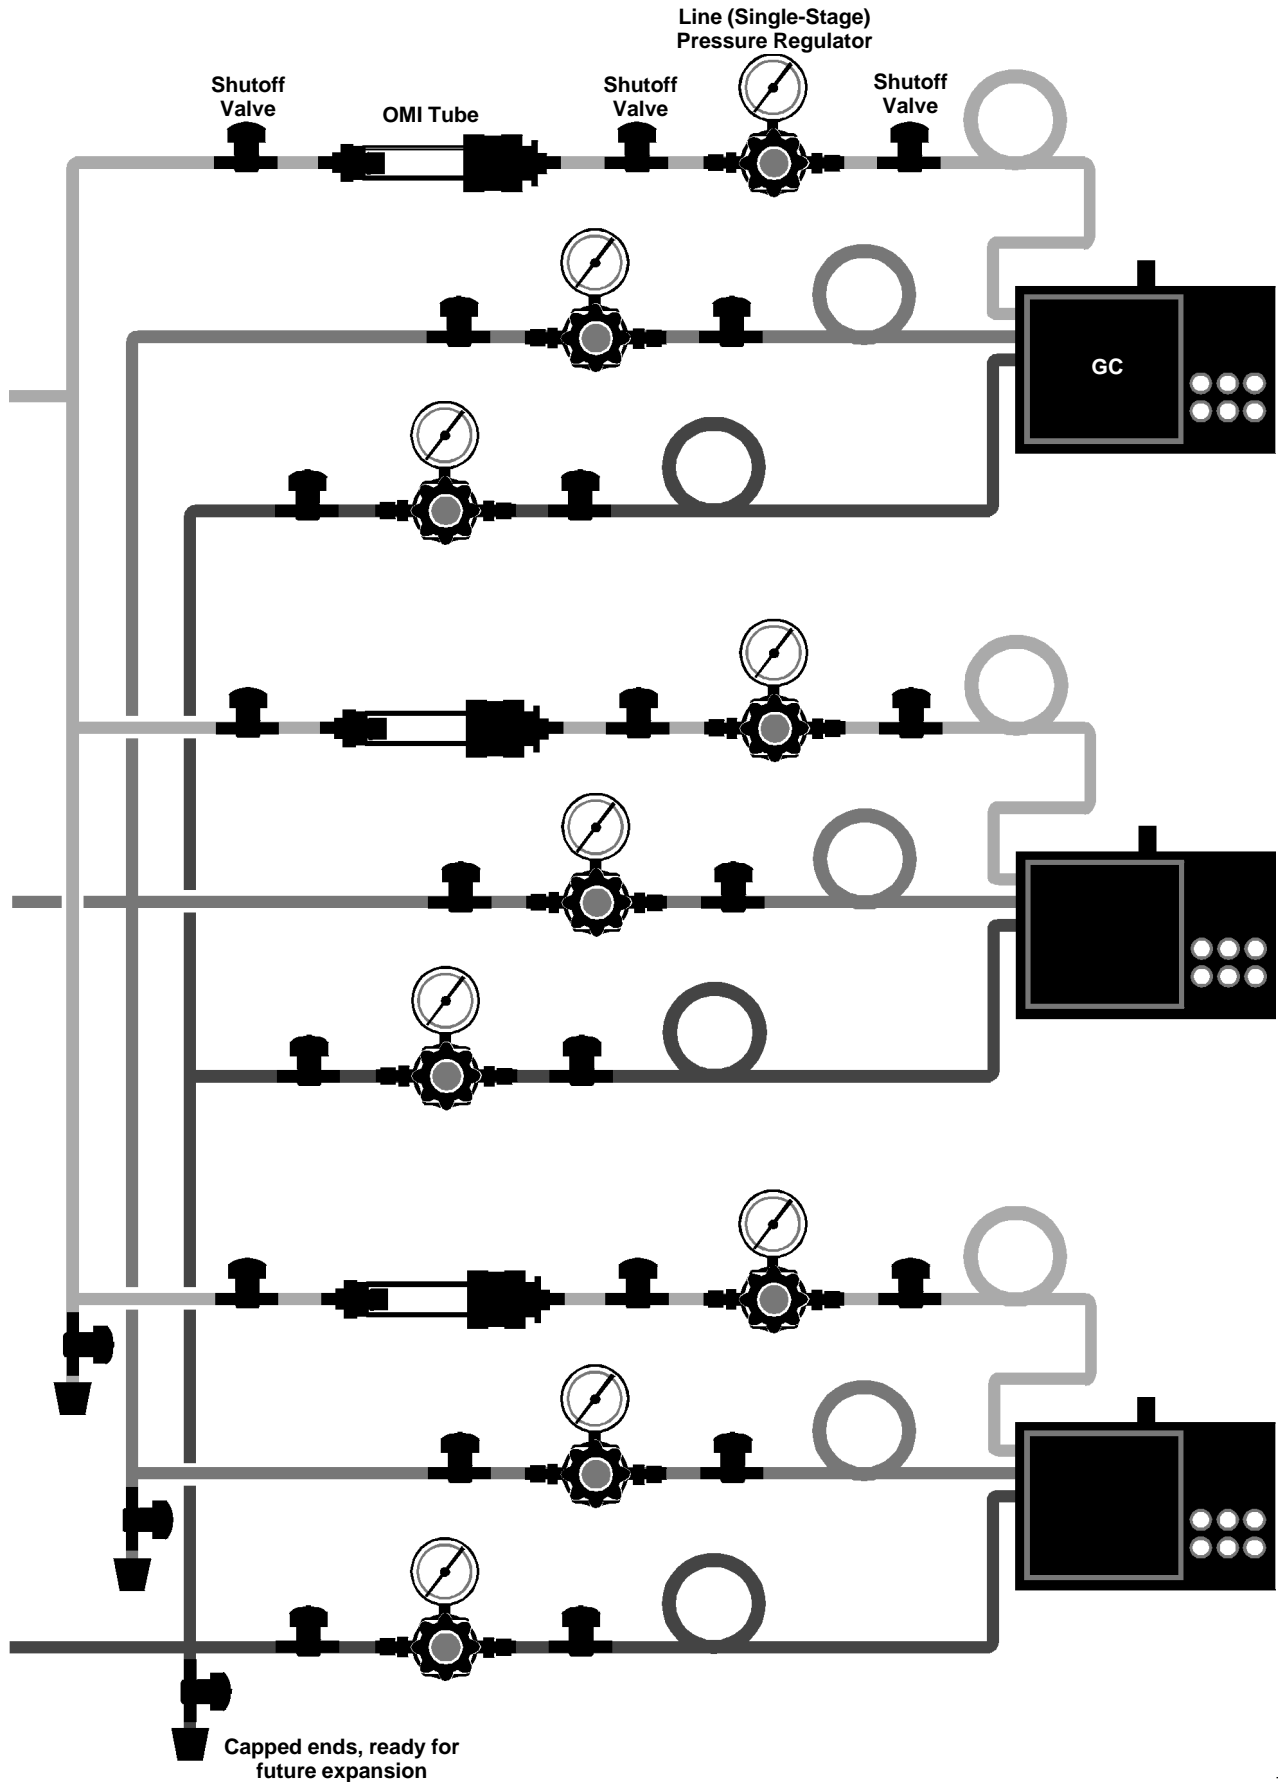 Line (Single-Stage)
Pressure Regulator
Shutoff
Valve
OMI Tube
Shutoff
Valve
Shutoff
Valve
GC
Capped ends, ready for
future expansion